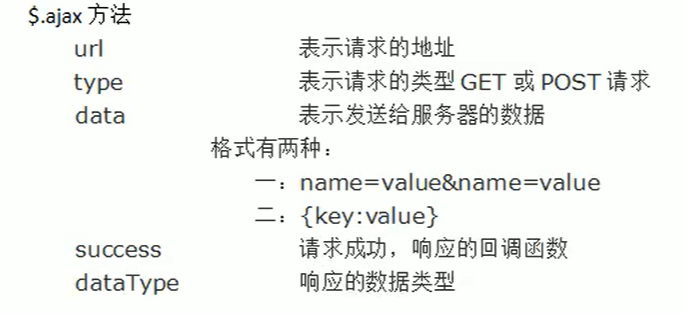 $.ajax 方法
url 表示请求的地址
type 表示请求的类型 GET 或 POST 请求
data 表示发送给服务器的数据
格式有两种：
一：name=value&name=value
二：{key:value}
success 请求成功，响应的回调函数
dataType 响应的数据类型